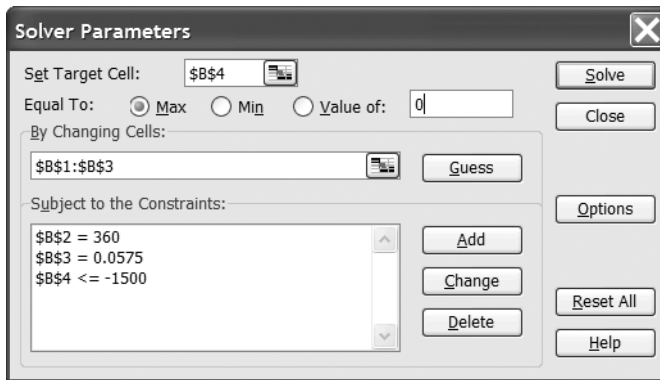 Solver Parameters
Set Target Cell: $B$4 Solve
Equal To: Max Min Value of: 0 Close
By Changing Cells:
$B$1:$B$3 Guess
Subject to the Constraints: Options
$B$2 = 360 Add
$B$3 = 0.0575 Change
$B$4 <= -1500
Reset All
Delete
Help